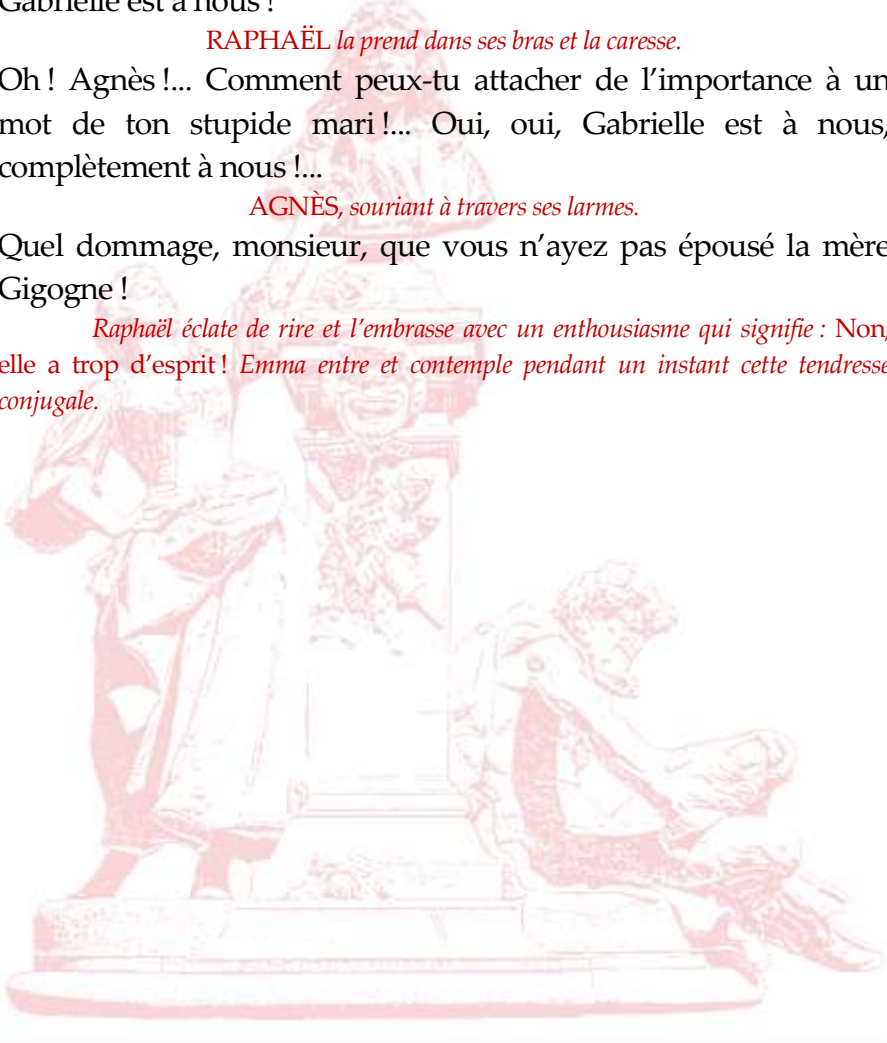 Gabrielle est à nous !
RAPHAËL la prend dans ses bras et la caresse.
Oh ! Agnès !... Comment peux-tu attacher de l’importance à un
mot de ton stupide mari !... Oui, oui, Gabrielle est à nous,
complètement à nous !...
AGNÈS, souriant à travers ses larmes.
Quel dommage, monsieur, que vous n’ayez pas épousé la mère
Gigogne !
Raphaël éclate de rire et l’embrasse avec un enthousiasme qui signifie : Non,
elle a trop d’esprit ! Emma entre et contemple pendant un instant cette tendresse
conjugale.